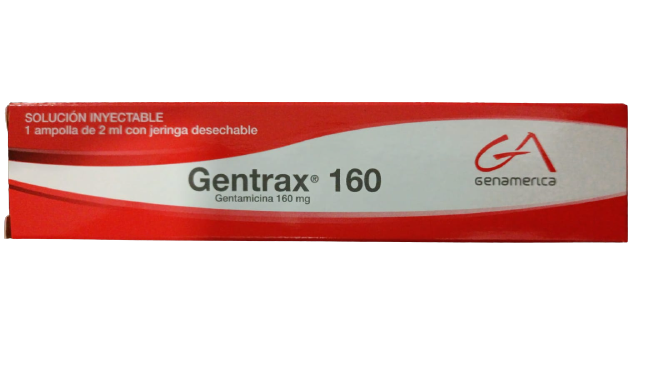 SOLUCIÓN INYECTABLE
1 ampolla de 2 ml con jeringa desechable
Gentrax® 160
Gentamicina 160 mg
GA
GENAMERICA